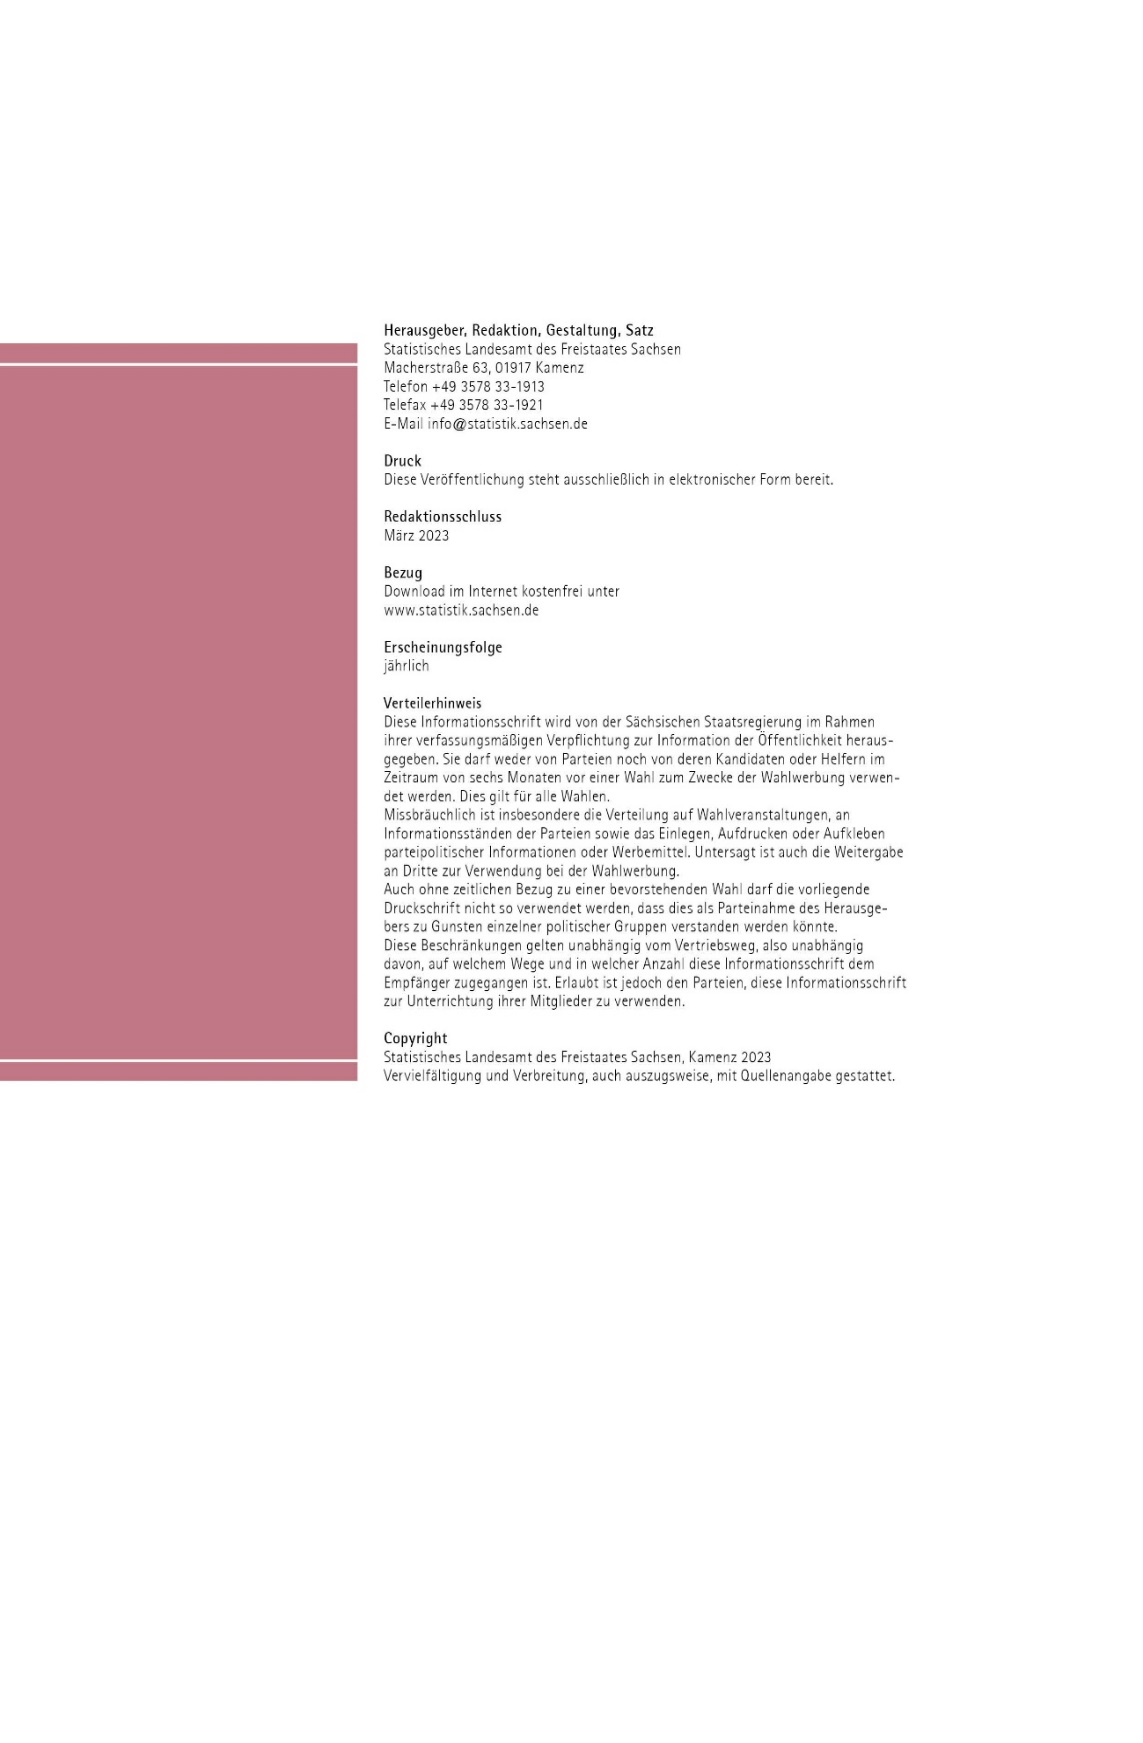 Herausgeber, Redaktion, Gestaltung, Satz
Statistisches Landesamt des Freistaates Sachsen
Macherstraße 63, 01917 Kamenz
Telefon +49 3578 33-1913
Telefax +49 3578 33-1921
E-Mail info@statistik.sachsen.de
Druck
Diese Veröffentlichung steht ausschließlich in elektronischer Form bereit.
Redaktionsschluss
März 2023
Bezug
Download im Internet kostenfrei unter
www.statistik.sachsen.de
Erscheinungsfolge
jährlich
Verteilerhinweis
Diese Informationsschrift wird von der Sächsischen Staatsregierung im Rahmen
ihrer verfassungsmäßigen Verpflichtung zur Information der Öffentlichkeit heraus-
gegeben. Sie darf weder von Parteien noch von deren Kandidaten oder Helfern im
Zeitraum von sechs Monaten vor einer Wahl zum Zwecke der Wahlwerbung verwen-
det werden. Dies gilt für alle Wahlen.
Missbräuchlich ist insbesondere die Verteilung auf Wahlveranstaltungen, an
Informationsständen der Parteien sowie das Einlegen, Aufdrucken oder Aufkleben
parteipolitischer Informationen oder Werbemittel. Untersagt ist auch die Weitergabe
an Dritte zur Verwendung bei der Wahlwerbung.
Auch ohne zeitlichen Bezug zu einer bevorstehenden Wahl darf die vorliegende
Druckschrift nicht so verwendet werden, dass dies als Parteinahme des Herausge-
bers zu Gunsten einzelner politischer Gruppen verstanden werden könnte.
Diese Beschränkungen gelten unabhängig vom Vertriebsweg, also unabhängig
davon, auf welchem Wege und in welcher Anzahl diese Informationsschrift dem
Empfänger zugegangen ist. Erlaubt ist jedoch den Parteien, diese Informationsschrift
zur Unterrichtung ihrer Mitglieder zu verwenden.
Copyright
Statistisches Landesamt des Freistaates Sachsen, Kamenz 2023
Vervielfältigung und Verbreitung, auch auszugsweise, mit Quellenangabe gestattet.